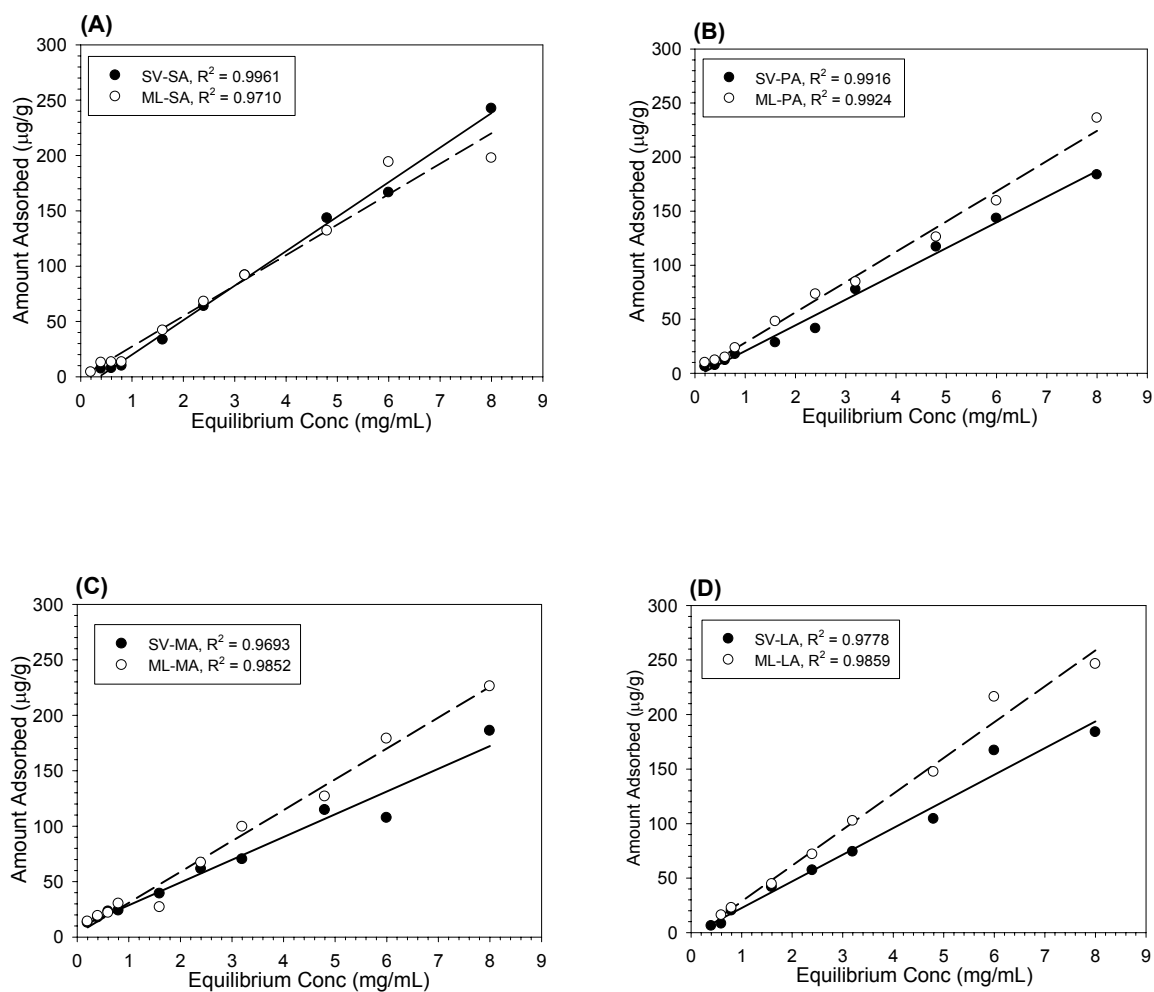 (A)
SV-SA, R² = 0.9961
ML-SA, R² = 0.9710
Amount Adsorbed (μg/g)
300
250
200
150
100
50
0
0 1 2 3 4 5 6 7 8 9
Equilibrium Conc (mg/mL)
(B)
SV-PA, R² = 0.9916
ML-PA, R² = 0.9924
Amount Adsorbed (μg/g)
300
250
200
150
100
50
0
0 1 2 3 4 5 6 7 8 9
Equilibrium Conc (mg/mL)
(C)
SV-MA, R² = 0.9693
ML-MA, R² = 0.9852
Amount Adsorbed (μg/g)
300
250
200
150
100
50
0
0 1 2 3 4 5 6 7 8 9
Equilibrium Conc (mg/mL)
(D)
SV-LA, R² = 0.9778
ML-LA, R² = 0.9859
Amount Adsorbed (μg/g)
300
250
200
150
100
50
0
0 1 2 3 4 5 6 7 8 9
Equilibrium Conc (mg/mL)